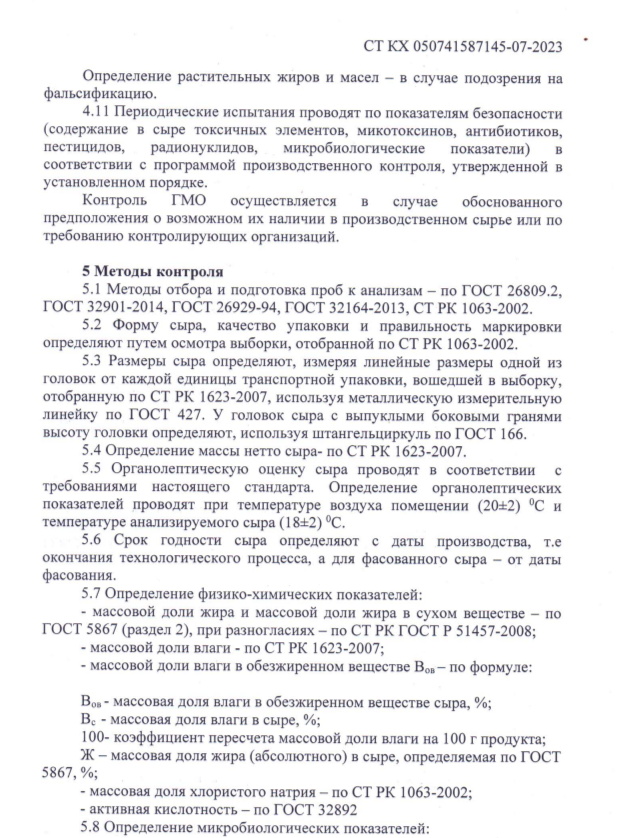 СТ КХ 050741587145-07-2023
Определение растительных жиров и масел – в случае подозрения на
фальсификацию.
4.11 Периодические испытания проводят по показателям безопасности
(содержание в сыре токсичных элементов, микотоксинов, антибиотиков,
пестицидов, радионуклидов, микробиологические показатели) в
соответствии с программой производственного контроля, утвержденной в
установленном порядке.
Контроль ГМО осуществляется в случае обоснованного
предположения о возможном их наличии в производственном сырье или по
требованию контролирующих организаций.
5 Методы контроля
5.1 Методы отбора и подготовка проб к анализам – по ГОСТ 26809.2,
ГОСТ 32901-2014, ГОСТ 26929-94, ГОСТ 32164-2013, СТ РК 1063-2002.
5.2 Форму сыра, качество упаковки и правильность маркировки
определяют путем осмотра выборки, отобранной по СТ РК 1063-2002.
5.3 Размеры сыра определяют, измеряя линейные размеры одной из
головок от каждой единицы транспортной упаковки, вошедшей в выборку,
отобранную по СТ РК 1623-2007, используя металлическую измерительную
линейку по ГОСТ 427. У головок сыра с выпуклыми боковыми гранями
высоту головки определяют, используя штангельциркуль по ГОСТ 166.
5.4 Определение массы нетто сыра- по СТ РК 1623-2007.
5.5 Органолептическую оценку сыра проводят в соответствии с
требованиями настоящего стандарта. Определение органолептических
показателей проводят при температуре воздуха помещении (20±2) ⁰С и
температуре анализируемого сыра (18±2) ⁰С.
5.6 Срок годности сыра определяют с даты производства, т.е
окончания технологического процесса, а для фасованного сыра – от даты
фасования.
5.7 Определение физико-химических показателей:
- массовой доли жира и массовой доли жира в сухом веществе – по
ГОСТ 5867 (раздел 2), при разногласиях – по СТ РК ГОСТ Р 51457-2008;
- массовой доли влаги - по СТ РК 1623-2007;
- массовой доли влаги в обезжиренном веществе Вов – по формуле:
Вов - массовая доля влаги в обезжиренном веществе сыра, %;
Вс - массовая доля влаги в сыре, %;
100- коэффициент пересчета массовой доли влаги на 100 г продукта;
Ж – массовая доля жира (абсолютного) в сыре, определяемая по ГОСТ
5867, %;
- массовая доля хлористого натрия – по СТ РК 1063-2002;
- активная кислотность – по ГОСТ 32892
5.8 Определение микробиологических показателей: